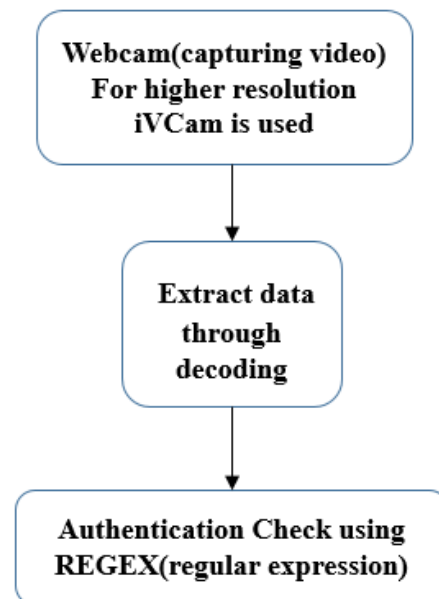 Webcam(capturing video)
For higher resolution
iVCam is used
Extract data
through
decoding
Authentication Check using
REGEX(regular expression)